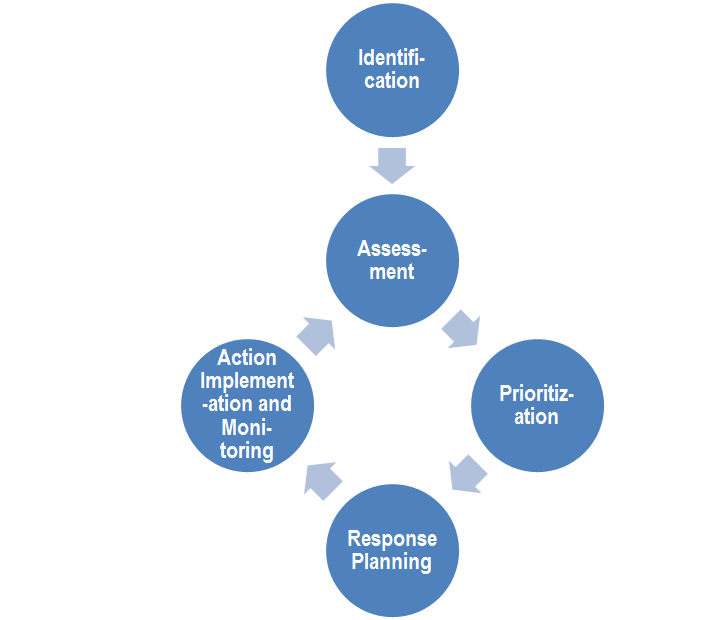 Identifi-
cation
Assess-
ment
Prioritiz-
ation
Response
Planning
Action
Implement
-ation and
Moni-
toring